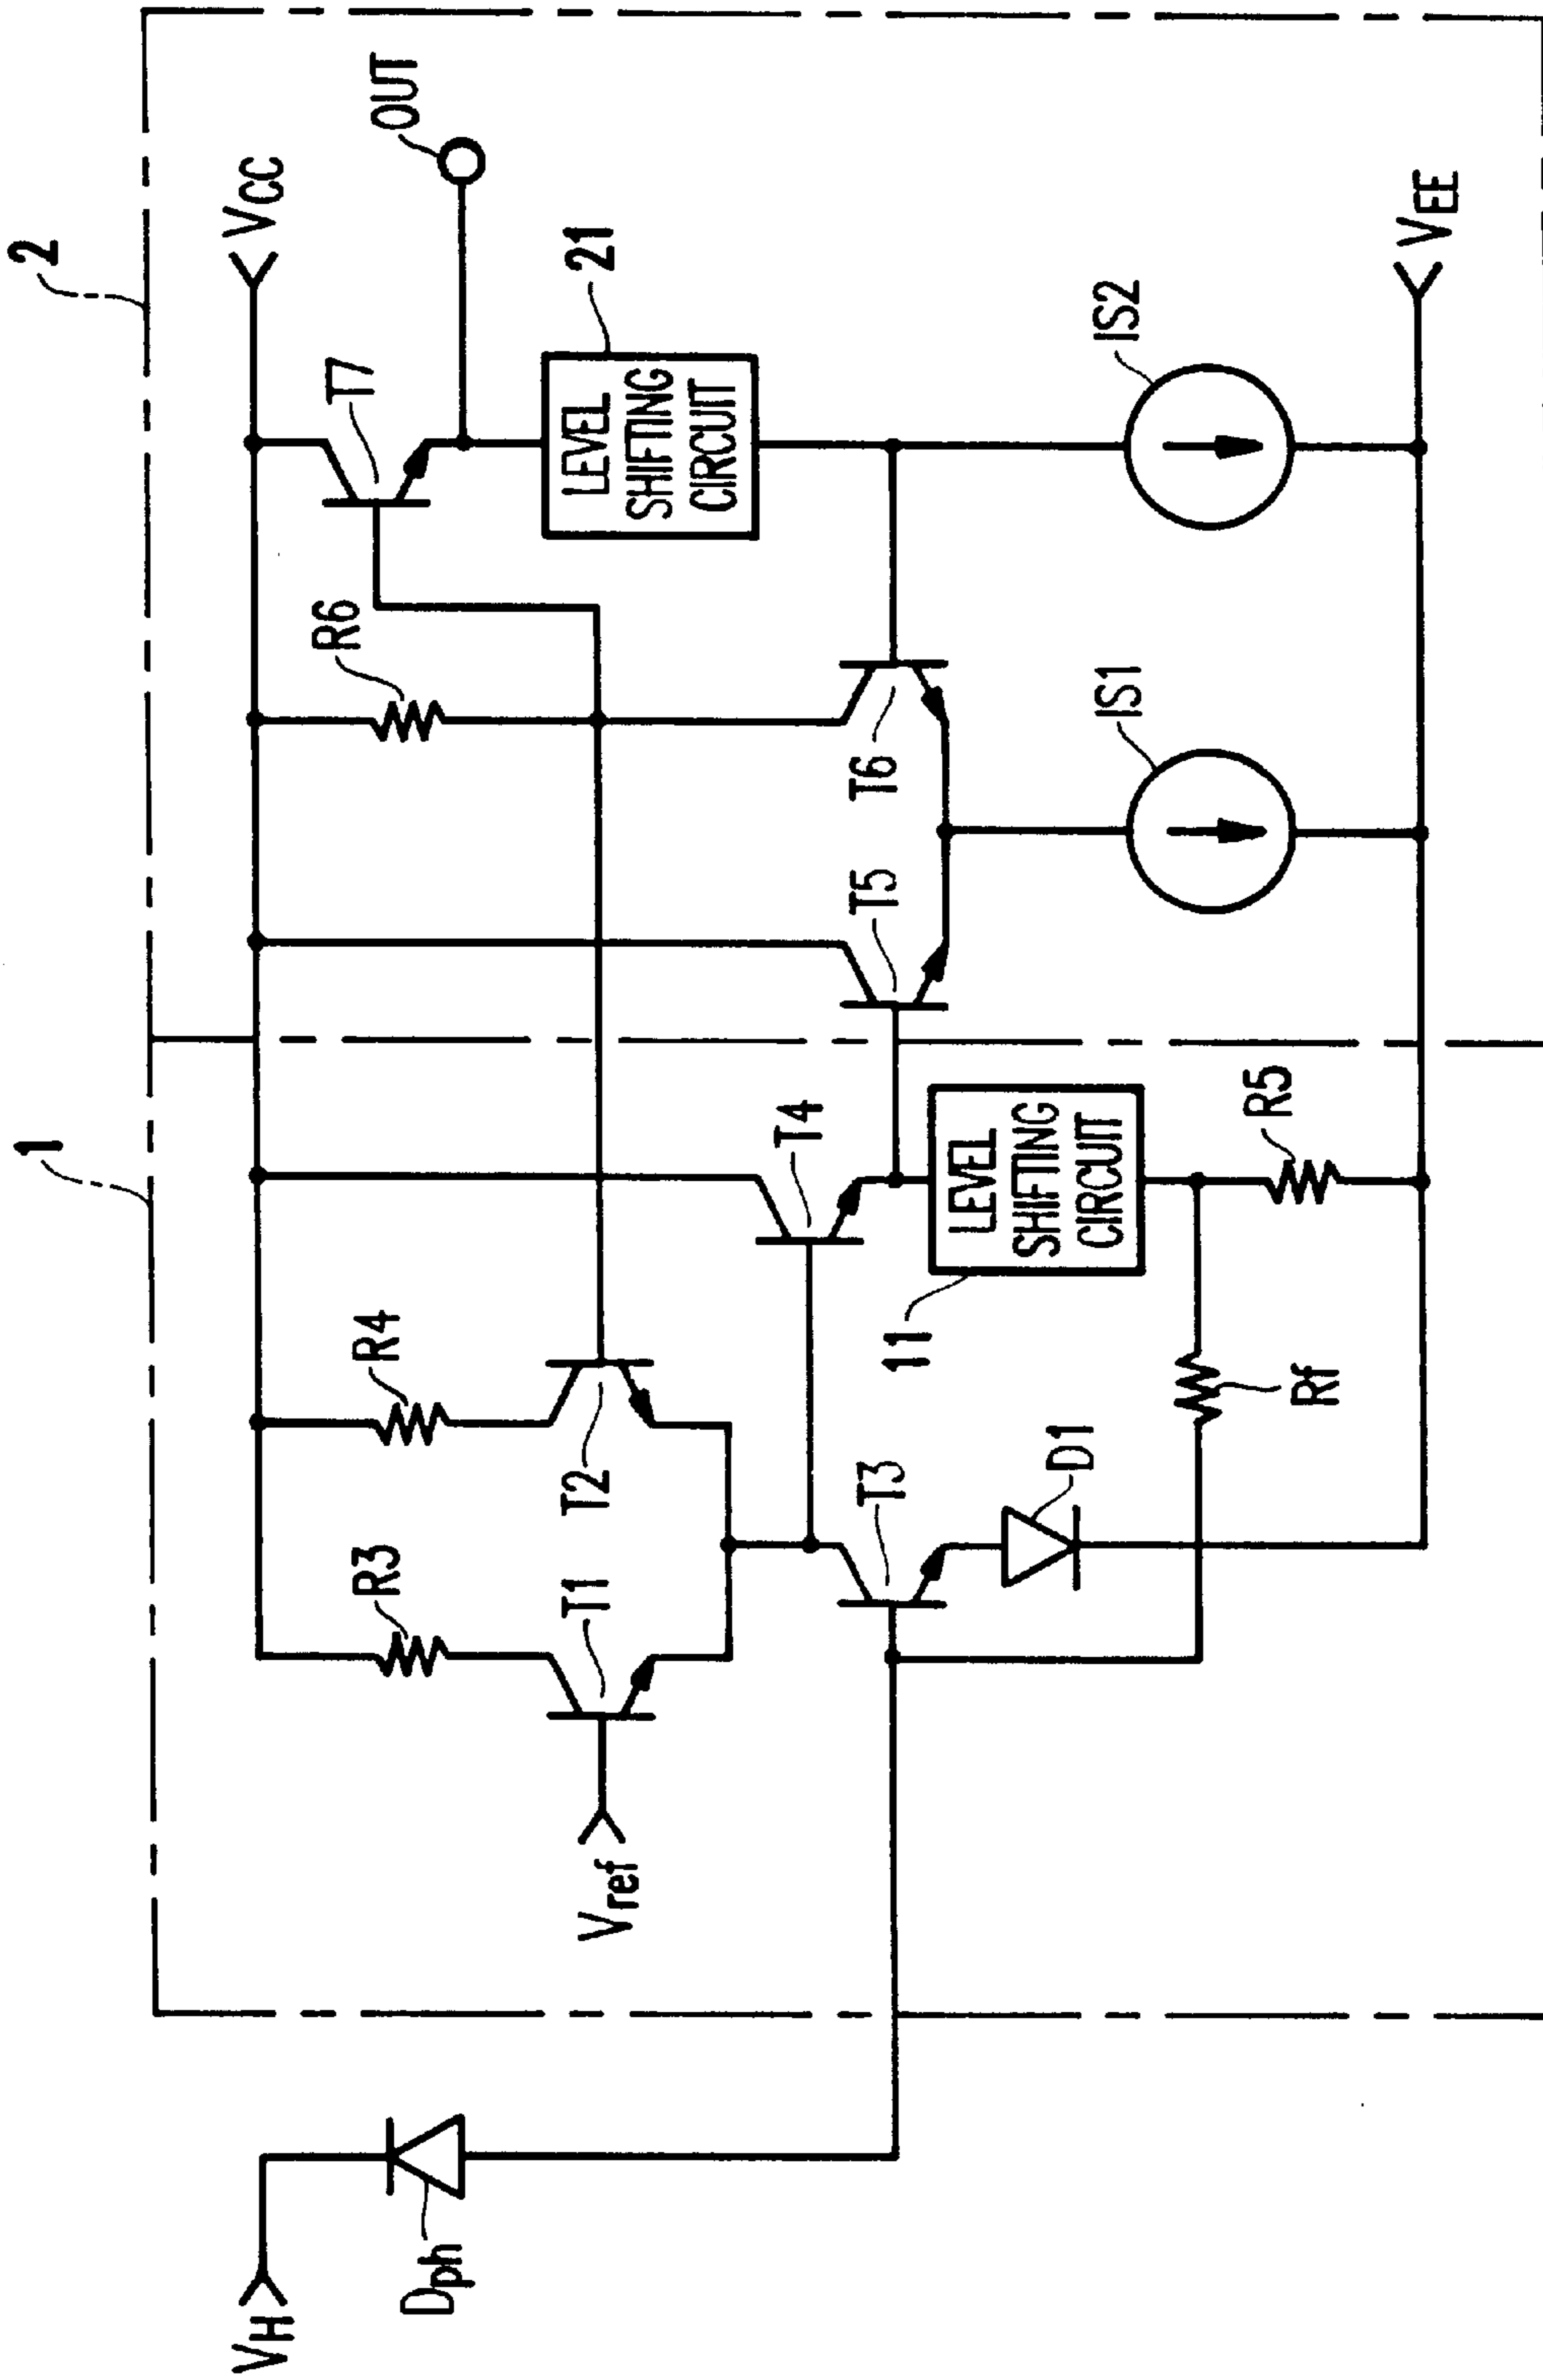 1
2
VCC
OUT
R3
R4
R6
T7
T1
T2
Vref
LEVEL
SHIFTING
CIRCUIT
21
T4
T5
T6
T3
LEVEL
SHIFTING
CIRCUIT
11
D1
Rf
R5
IS1
IS2
VEE
VH
Dph